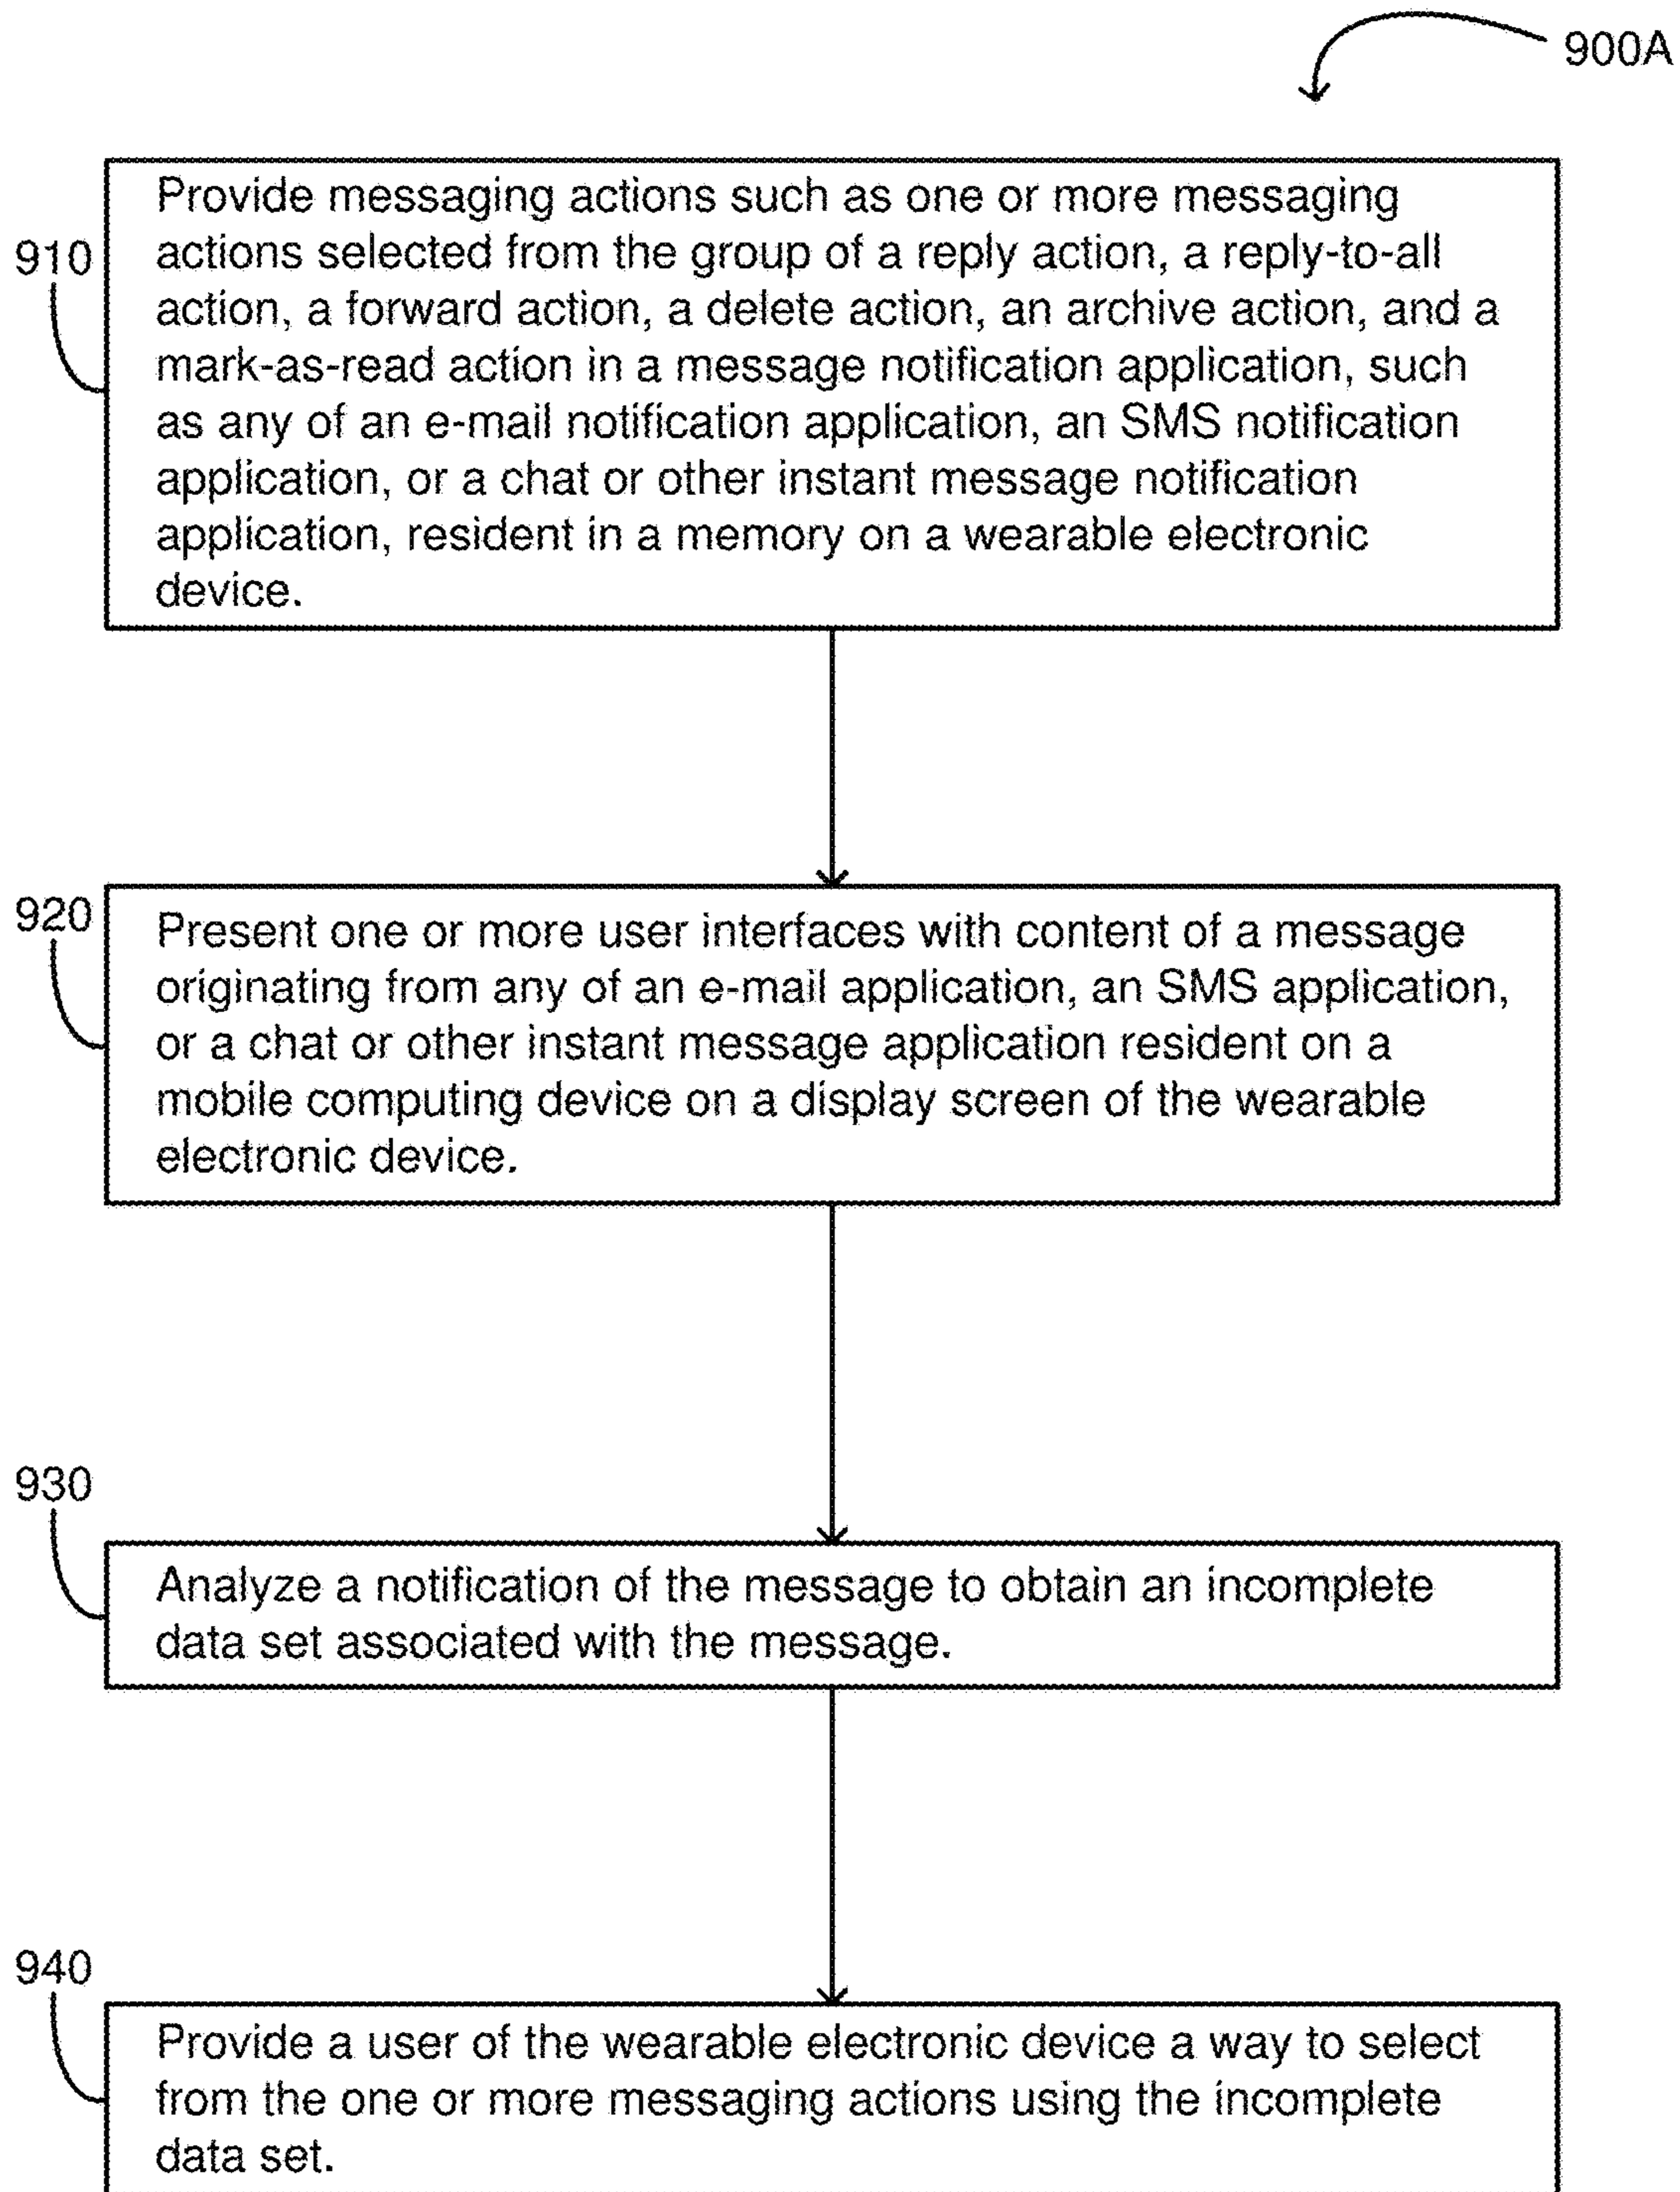 900A
910
Provide messaging actions such as one or more messaging
actions selected from the group of a reply action, a reply-to-all
action, a forward action, a delete action, an archive action, and a
mark-as-read action in a message notification application, such
as any of an e-mail notification application, an SMS notification
application, or a chat or other instant message notification
application, resident in a memory on a wearable electronic
device.
920
Present one or more user interfaces with content of a message
originating from any of an e-mail application, an SMS application,
or a chat or other instant message application resident on a
mobile computing device on a display screen of the wearable
electronic device.
930
Analyze a notification of the message to obtain an incomplete
data set associated with the message.
940
Provide a user of the wearable electronic device a way to select
from the one or more messaging actions using the incomplete
data set.